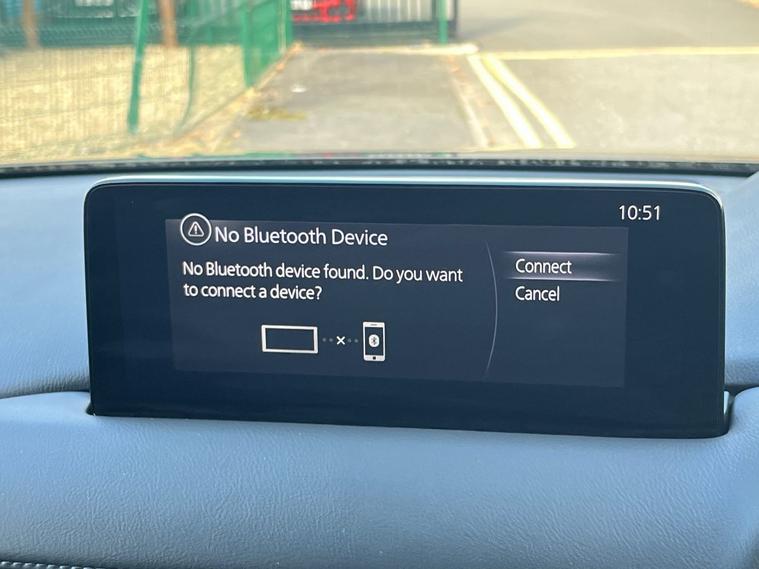 10:51
No Bluetooth Device
No Bluetooth device found. Do you want
to connect a device?
Connect
Cancel